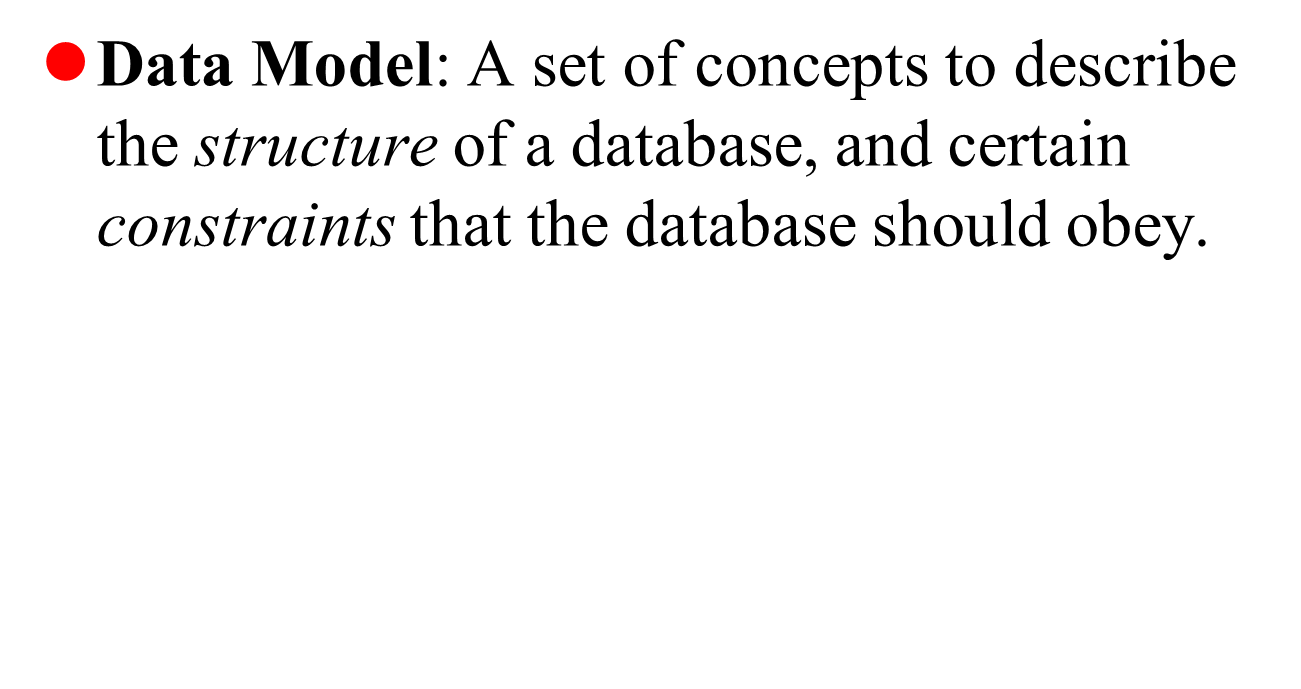 ● Data Model: A set of concepts to describe
the structure of a database, and certain
constraints that the database should obey.